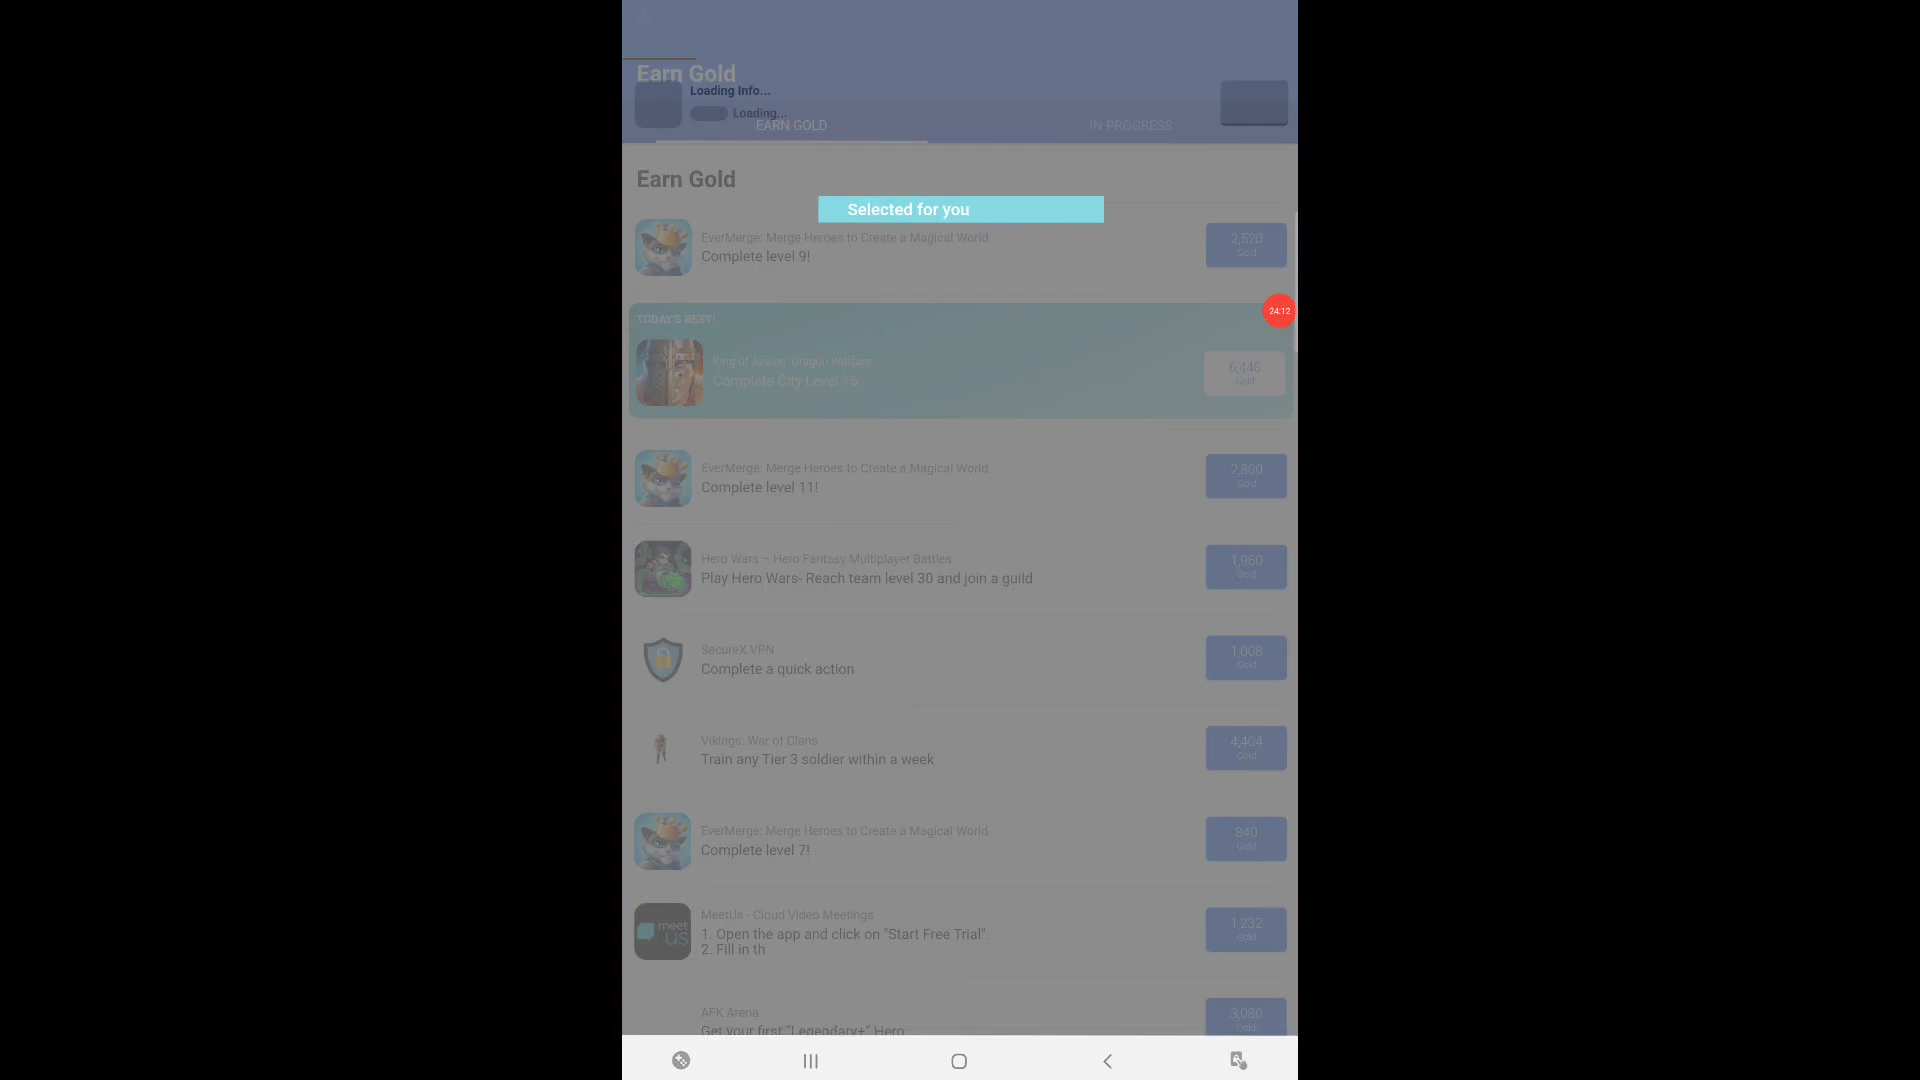 Earn Gold
Loading Info...
Loading...
EARN GOLD
IN PROGRESS
Earn Gold
Selected for you
EverMerge: Merge Heroes to Create a Magical World
Complete level 9!
2,520
Gold
24:12
TODAY'S BEST!
King of Avalon: Dragon Warfare
Complete City Level 16
6,440
Gold
EverMerge: Merge Heroes to Create a Magical World
Complete level 11!
2,800
Gold
Hero Wars – Hero Fantasy Multiplayer Battles
Play Hero Wars- Reach team level 30 and join a guild
1,960
Gold
SecureX VPN
Complete a quick action
1,008
Gold
Vikings: War of Clans
Train any Tier 3 soldier within a week
4,404
Gold
EverMerge: Merge Heroes to Create a Magical World
Complete level 7!
840
Gold
meet
us
MeetUs - Cloud Video Meetings
1. Open the app and click on "Start Free Trial".
2. Fill in th
1,232
Gold
AFK Arena
Get your first "Legendary+" Hero
3,080
Gold